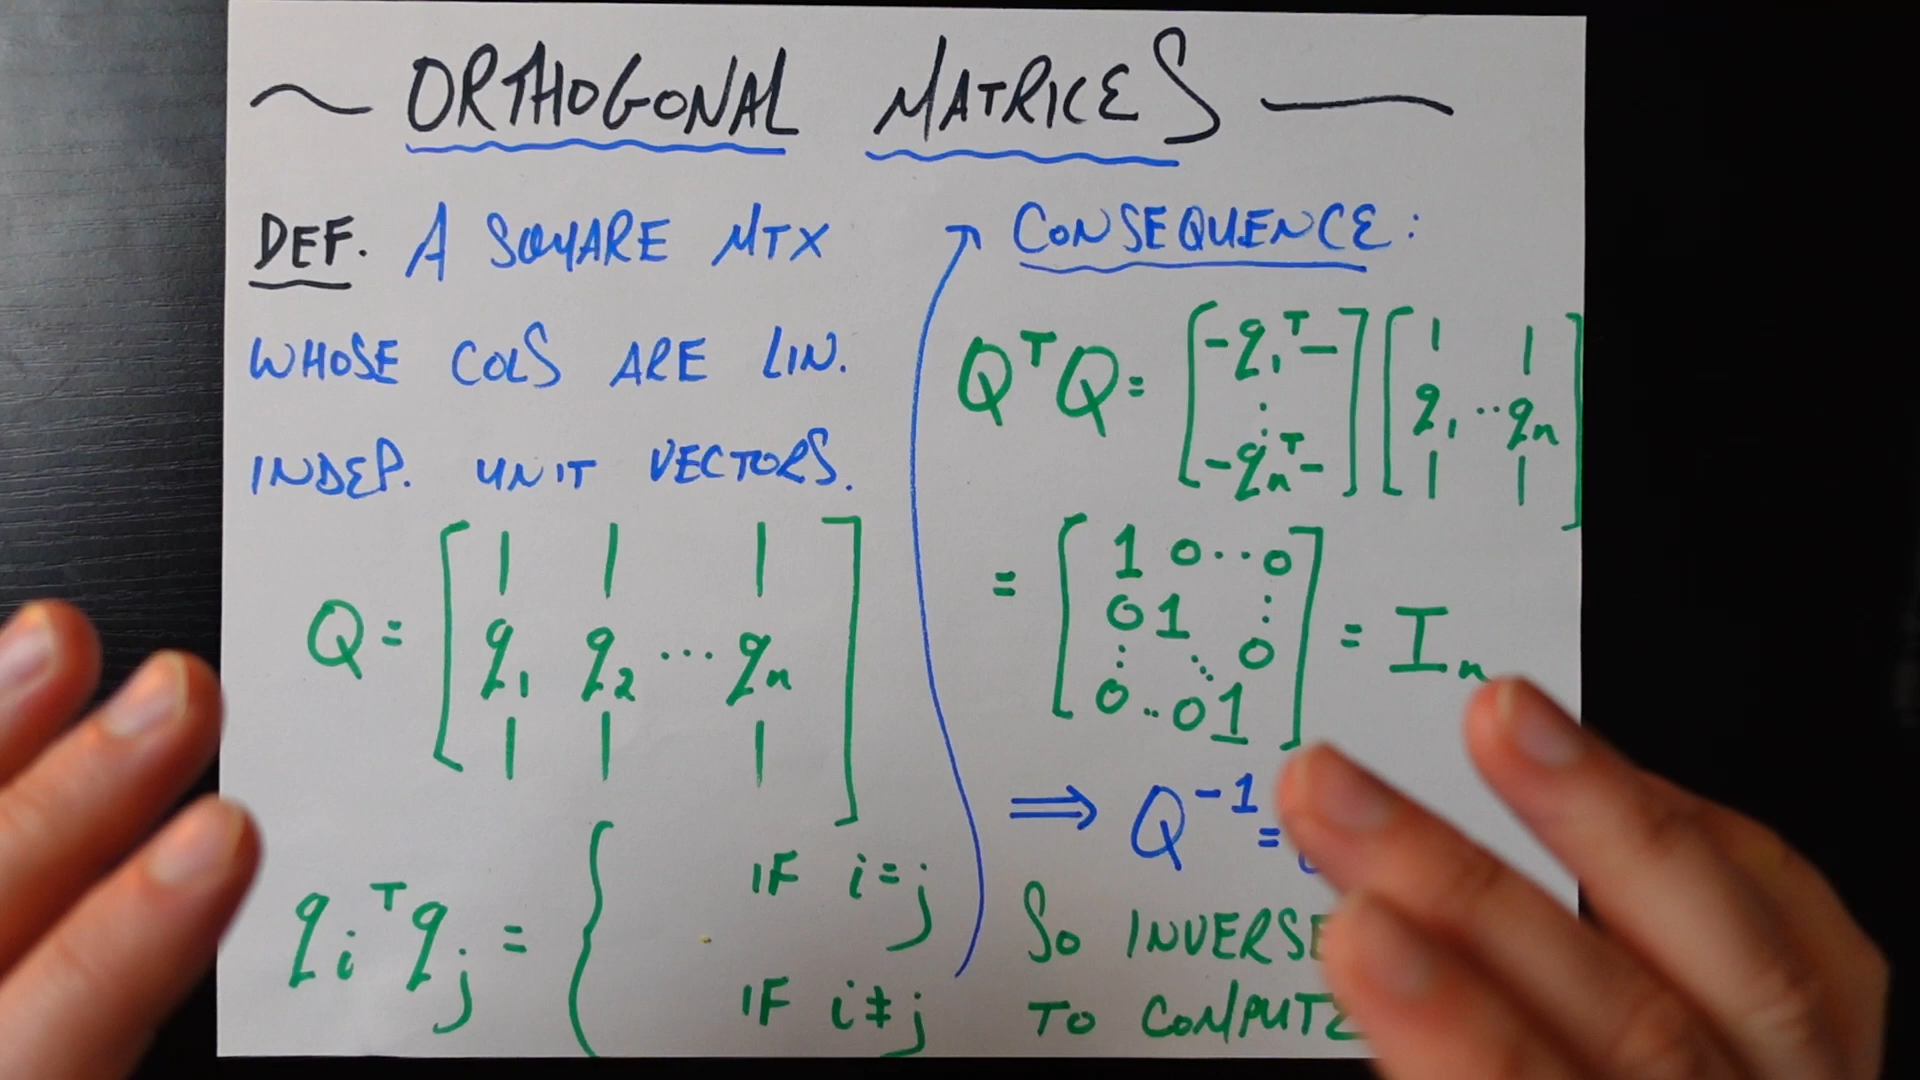 ~ ORTHOGONAL MATRICES —
DEF. A SQUARE MTX
WHOSE COLS ARE LIN.
INDEP. UNIT VECTORS.
Q = [ | | | ; q₁ q₂ ... qₙ ; | | | ]
qᵢᵀqⱼ = {
IF i=j
IF i≠j
CONSEQUENCE:
QᵀQ = [ -q₁ᵀ- ; ⋮ ; -qₙᵀ- ] [ | | ; q₁ .. qₙ ; | | ]
= [ 1 0 .. 0 ; 0 1 ⋮ ; ⋮ ⋱ 0 ; 0 .. 0 1 ] = Iₙ
⟹ Q⁻¹ =
SO INVERSE
TO COMPUTE